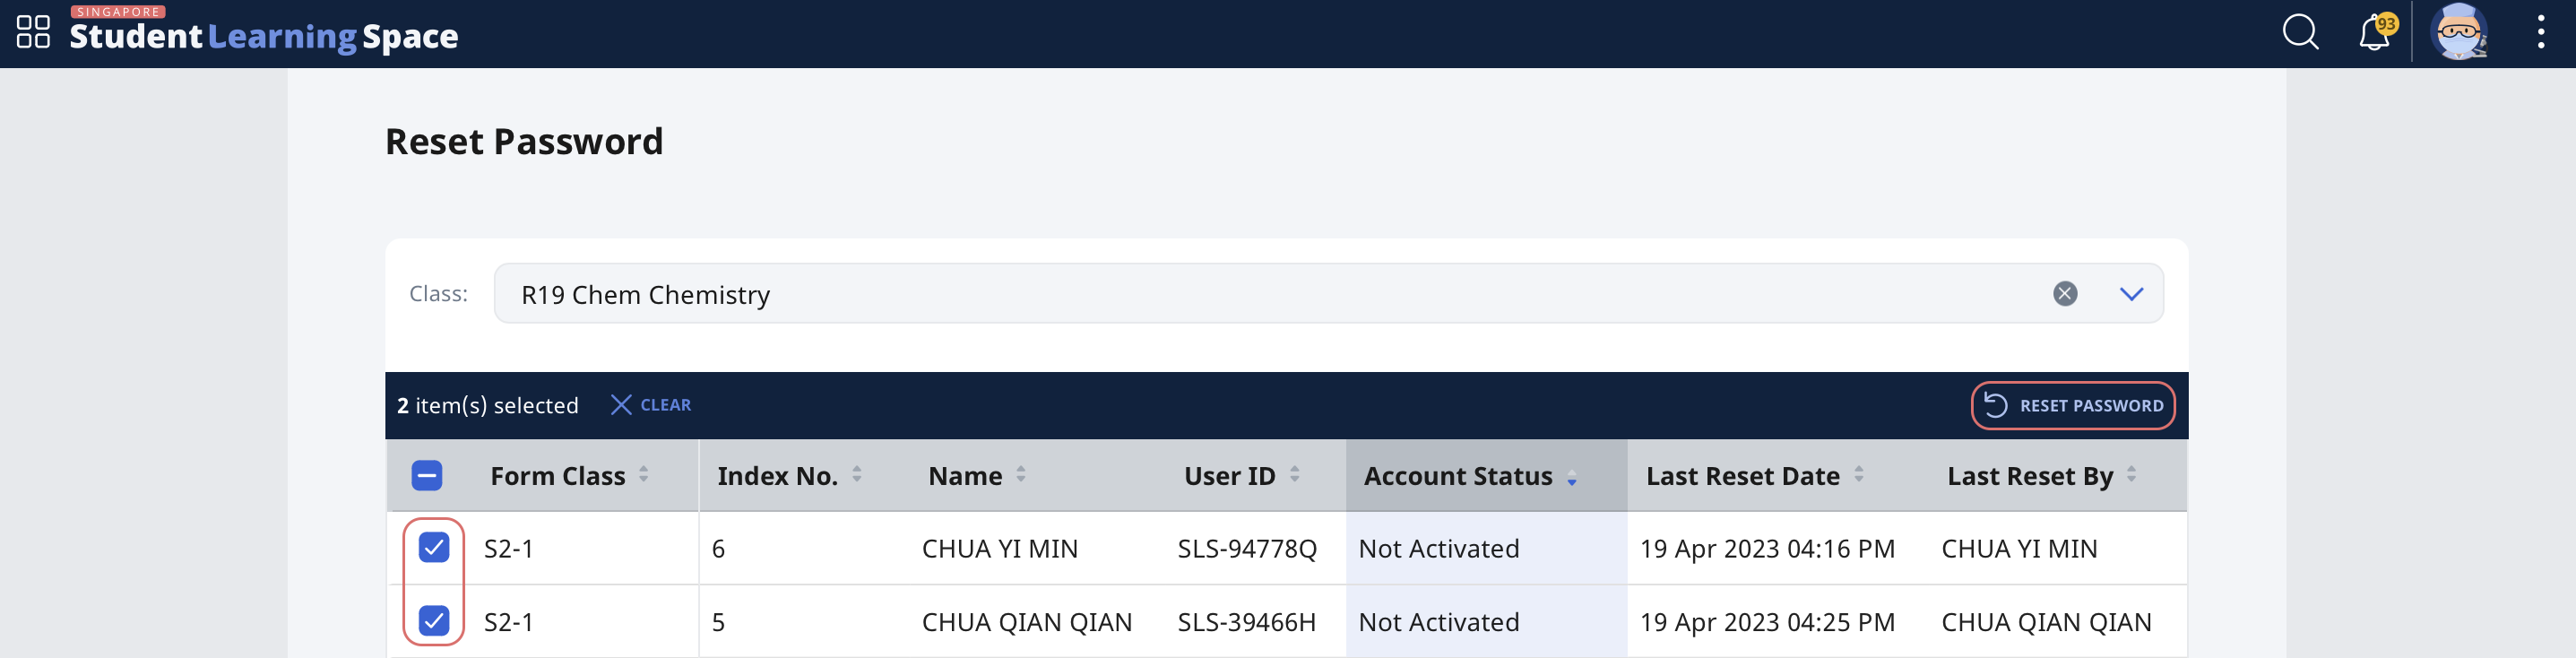 SINGAPORE
Student Learning Space
93
Reset Password
Class: R19 Chem Chemistry
2 item(s) selected CLEAR RESET PASSWORD
Form Class Index No. Name User ID Account Status Last Reset Date Last Reset By
S2-1 6 CHUA YI MIN SLS-94778Q Not Activated 19 Apr 2023 04:16 PM CHUA YI MIN
S2-1 5 CHUA QIAN QIAN SLS-39466H Not Activated 19 Apr 2023 04:25 PM CHUA QIAN QIAN